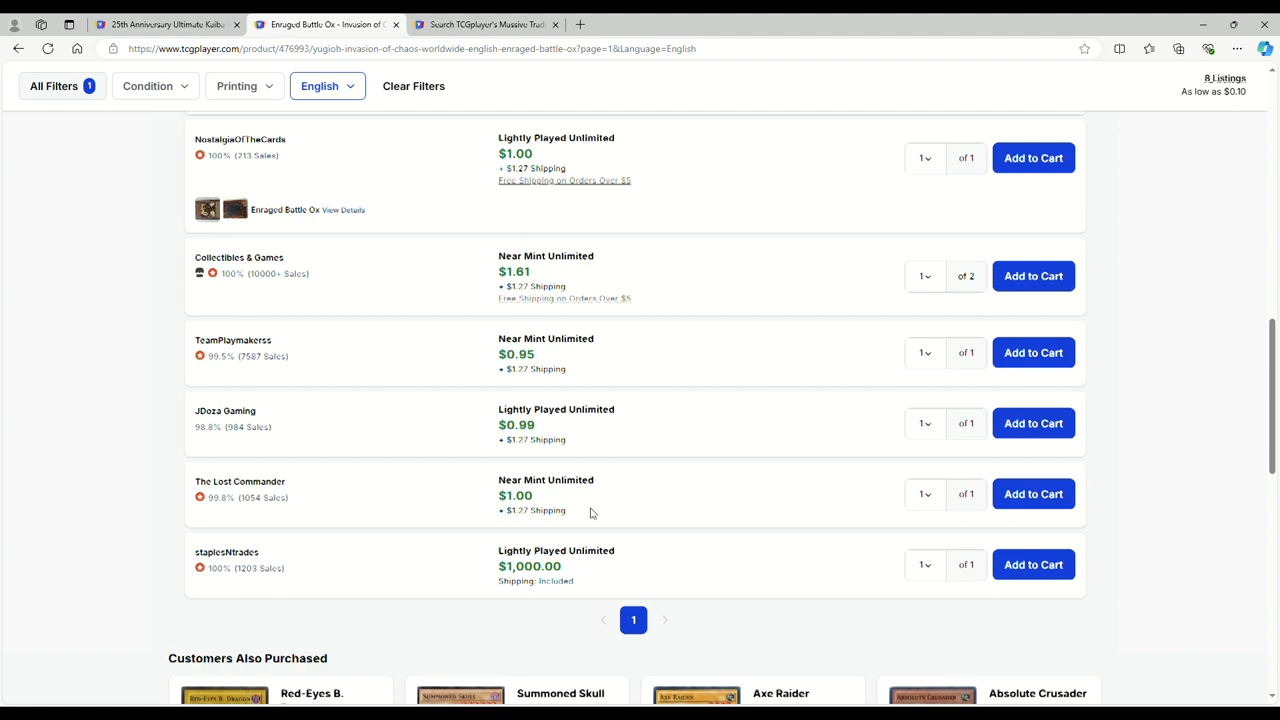 25th Anniversary Ultimate Kaiba
Enraged Battle Ox - Invasion of C
Search TCGplayer's Massive Trad
https://www.tcgplayer.com/product/476993/yugioh-invasion-of-chaos-worldwide-english-enraged-battle-ox?page=1&Language=English
All Filters 1 Condition Printing English Clear Filters
8 Listings
As low as $0.10
NostalgiaOfTheCards
100% (213 Sales)
Lightly Played Unlimited
$1.00
+ $1.27 Shipping
Free Shipping on Orders Over $5
1 of 1 Add to Cart
Enraged Battle Ox View Details
Collectibles & Games
100% (10000+ Sales)
Near Mint Unlimited
$1.61
+ $1.27 Shipping
Free Shipping on Orders Over $5
1 of 2 Add to Cart
TeamPlaymakerss
99.5% (7587 Sales)
Near Mint Unlimited
$0.95
+ $1.27 Shipping
1 of 1 Add to Cart
JDoza Gaming
98.8% (984 Sales)
Lightly Played Unlimited
$0.99
+ $1.27 Shipping
1 of 1 Add to Cart
The Lost Commander
99.8% (1054 Sales)
Near Mint Unlimited
$1.00
+ $1.27 Shipping
1 of 1 Add to Cart
staplesNtrades
100% (1203 Sales)
Lightly Played Unlimited
$1,000.00
Shipping: Included
1 of 1 Add to Cart
1
Customers Also Purchased
RED-EYES B. DRAGON
Red-Eyes B.
SUMMONED SKULL
Summoned Skull
AXE RAIDER
Axe Raider
ABSOLUTE CRUSADER
Absolute Crusader